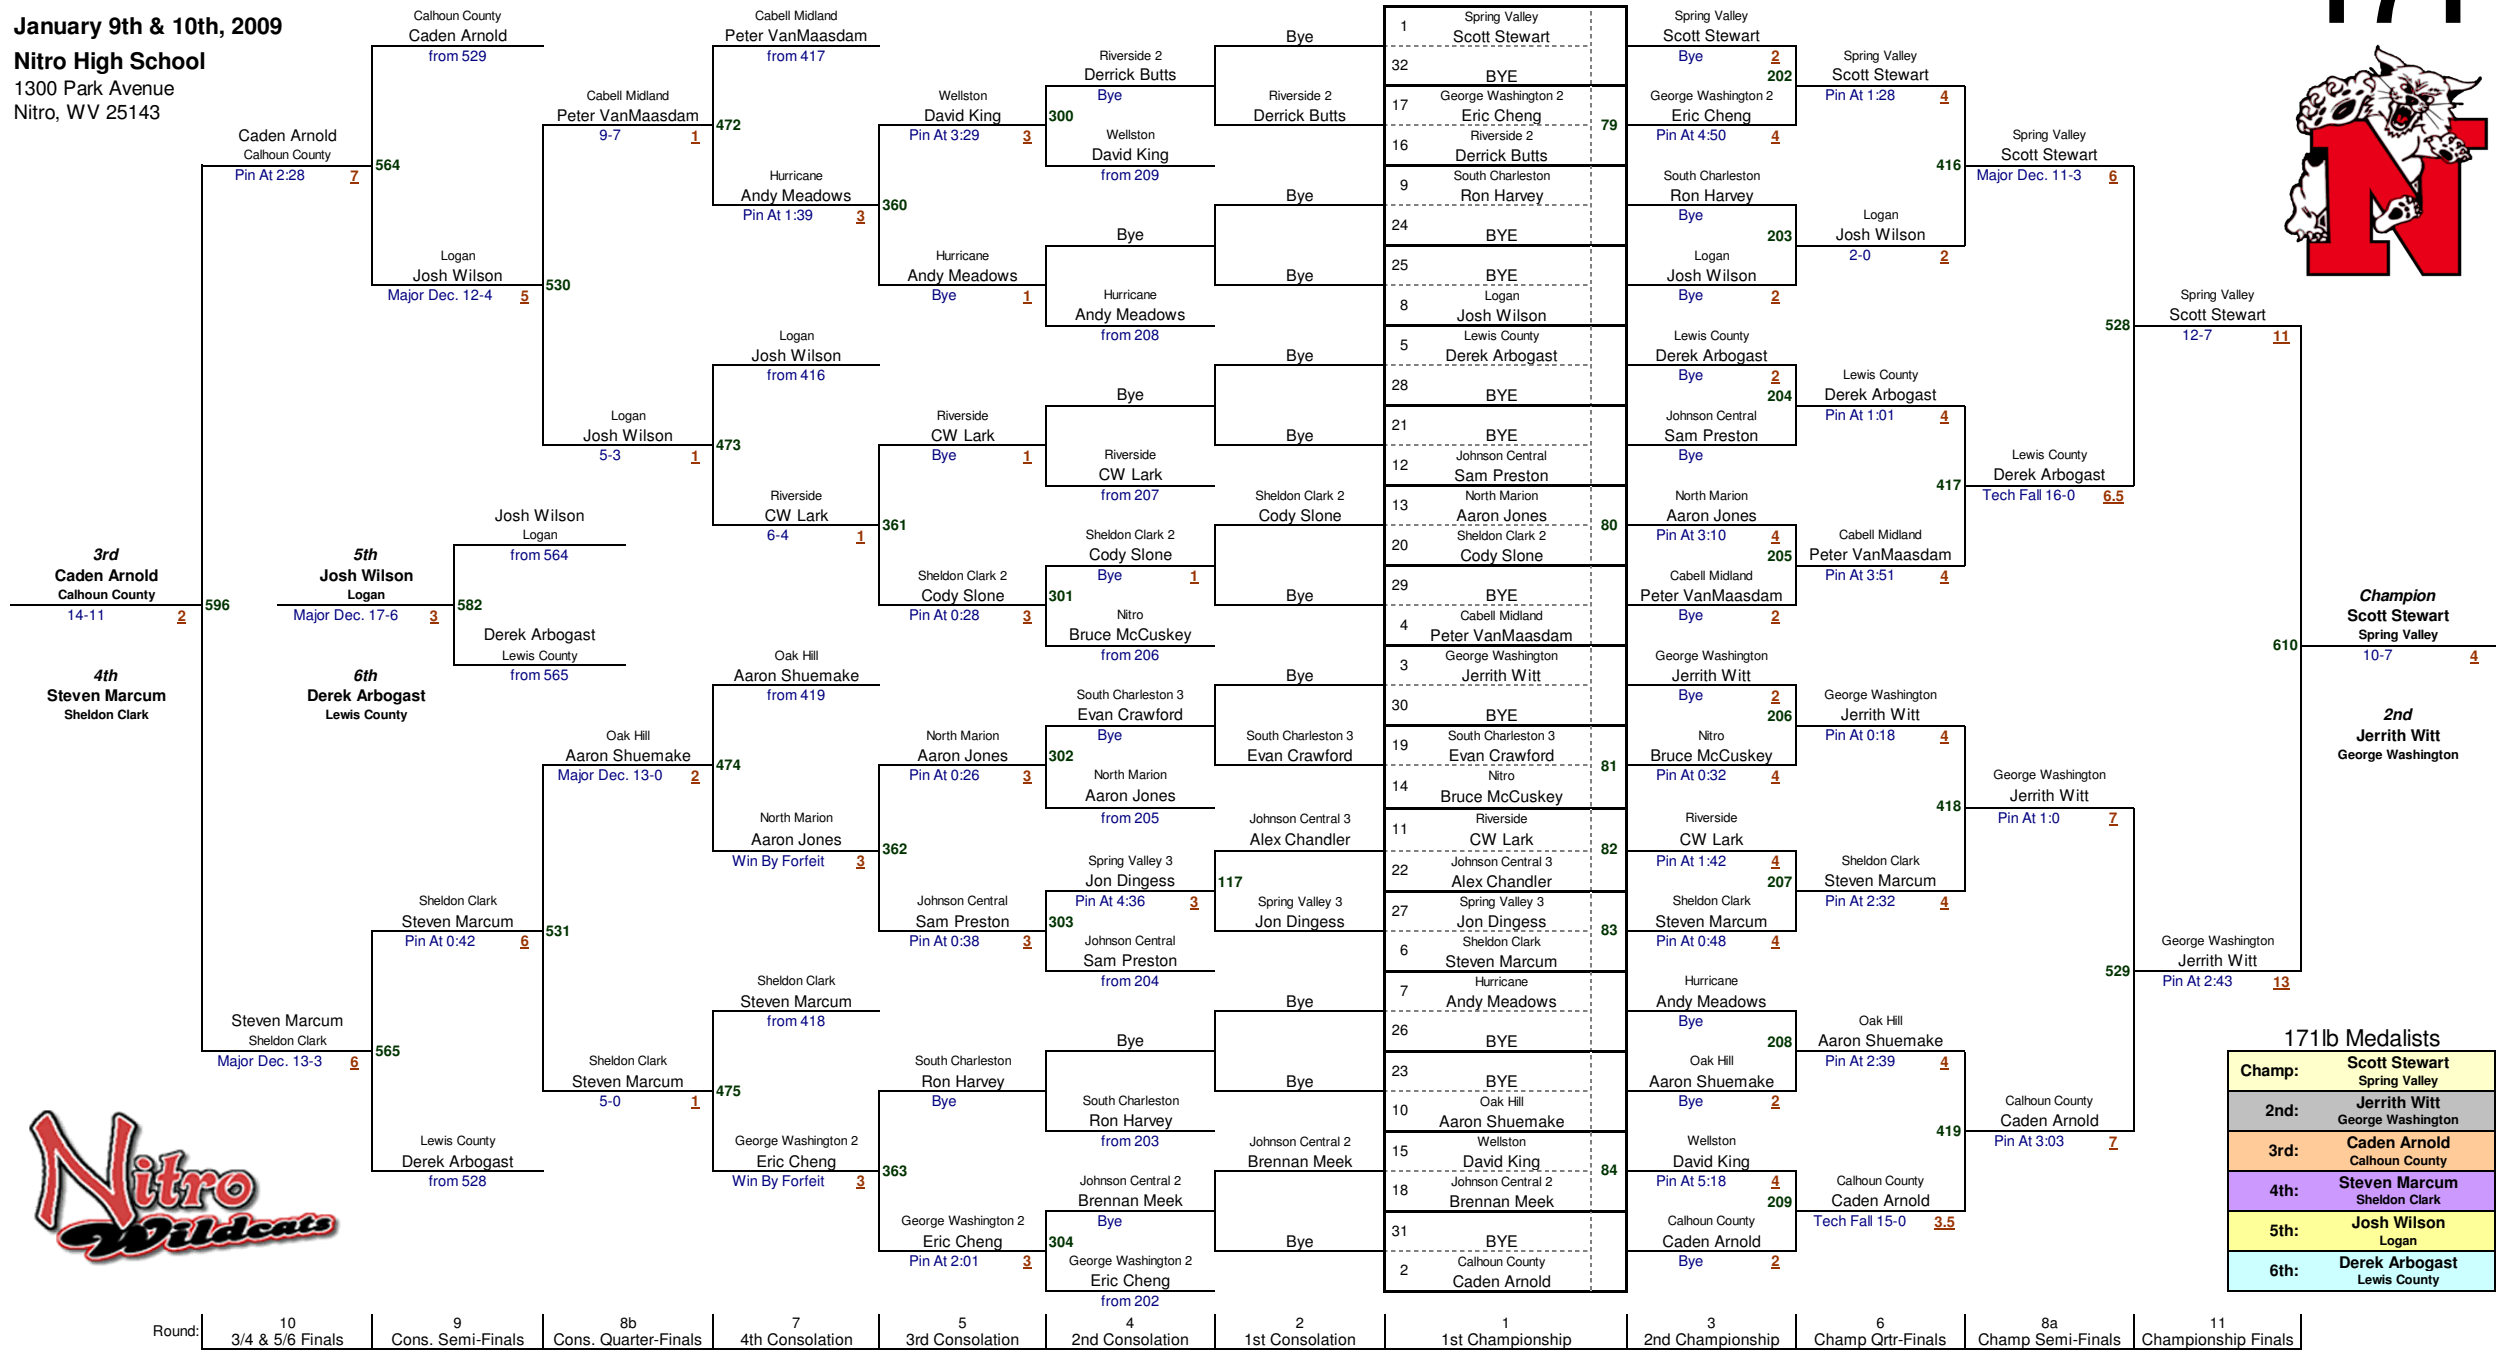 January 9th & 10th, 2009
Nitro High School
1300 Park Avenue
Nitro, WV 25143
Caden Arnold
Calhoun County
Pin At 2:28 7
564
3rd
Caden Arnold
Calhoun County
14-11 2
596
4th
Steven Marcum
Sheldon Clark
Steven Marcum
Sheldon Clark
Major Dec. 13-3 6
565
5th
Josh Wilson
Logan
Major Dec. 17-6 3
582
6th
Derek Arbogast
Lewis County
Josh Wilson
Logan
from 564
Derek Arbogast
Lewis County
from 565
Nitro
Wildcats
Calhoun County
Caden Arnold
from 529
Logan
Josh Wilson
Major Dec. 12-4 5
530
Sheldon Clark
Steven Marcum
Pin At 0:42 6
531
Lewis County
Derek Arbogast
from 528
Cabell Midland
Peter VanMaasdam
9-7 1
472
Logan
Josh Wilson
5-3 1
473
Oak Hill
Aaron Shuemake
Major Dec. 13-0 2
474
Sheldon Clark
Steven Marcum
5-0 1
475
Cabell Midland
Peter VanMaasdam
from 417
Hurricane
Andy Meadows
Pin At 1:39 3
360
Logan
Josh Wilson
from 416
Riverside
CW Lark
6-4 1
361
Oak Hill
Aaron Shuemake
from 419
North Marion
Aaron Jones
Win By Forfeit 3
362
Sheldon Clark
Steven Marcum
from 418
George Washington 2
Eric Cheng
Win By Forfeit 3
363
Wellston
David King
Pin At 3:29 3
300
Hurricane
Andy Meadows
Bye 1
Riverside
CW Lark
Bye 1
Sheldon Clark 2
Cody Slone
Pin At 0:28 3
301
North Marion
Aaron Jones
Pin At 0:26 3
302
Johnson Central
Sam Preston
Pin At 0:38 3
303
South Charleston
Ron Harvey
Bye
George Washington 2
Eric Cheng
Pin At 2:01 3
304
Riverside 2
Derrick Butts
Bye
Wellston
David King
from 209
Bye
Hurricane
Andy Meadows
from 208
Bye
Riverside
CW Lark
from 207
Sheldon Clark 2
Cody Slone
Bye 1
Nitro
Bruce McCuskey
from 206
South Charleston 3
Evan Crawford
Bye
North Marion
Aaron Jones
from 205
Spring Valley 3
Jon Dingess
Pin At 4:36 3
117
Johnson Central
Sam Preston
from 204
Bye
South Charleston
Ron Harvey
from 203
Johnson Central 2
Brennan Meek
Bye
George Washington 2
Eric Cheng
from 202
Bye
Riverside 2
Derrick Butts
Bye
Bye
Bye
Bye
Sheldon Clark 2
Cody Slone
Bye
Bye
South Charleston 3
Evan Crawford
Johnson Central 3
Alex Chandler
Spring Valley 3
Jon Dingess
Bye
Bye
Johnson Central 2
Brennan Meek
Bye
1 Spring Valley
Scott Stewart
32 BYE
17 George Washington 2
Eric Cheng
79
16 Riverside 2
Derrick Butts
9 South Charleston
Ron Harvey
24 BYE
25 BYE
8 Logan
Josh Wilson
5 Lewis County
Derek Arbogast
28 BYE
21 BYE
12 Johnson Central
Sam Preston
13 North Marion
Aaron Jones
80
20 Sheldon Clark 2
Cody Slone
29 BYE
4 Cabell Midland
Peter VanMaasdam
3 George Washington
Jerrith Witt
30 BYE
19 South Charleston 3
Evan Crawford
81
14 Nitro
Bruce McCuskey
11 Riverside
CW Lark
82
22 Johnson Central 3
Alex Chandler
27 Spring Valley 3
Jon Dingess
83
6 Sheldon Clark
Steven Marcum
7 Hurricane
Andy Meadows
26 BYE
23 BYE
10 Oak Hill
Aaron Shuemake
15 Wellston
David King
84
18 Johnson Central 2
Brennan Meek
31 BYE
2 Calhoun County
Caden Arnold
Spring Valley
Scott Stewart
Bye 2
202
George Washington 2
Eric Cheng
Pin At 4:50 4
South Charleston
Ron Harvey
Bye
203
Logan
Josh Wilson
Bye 2
Lewis County
Derek Arbogast
Bye 2
204
Johnson Central
Sam Preston
Bye
North Marion
Aaron Jones
Pin At 3:10 4
205
Cabell Midland
Peter VanMaasdam
Bye 2
George Washington
Jerrith Witt
Bye 2
206
Nitro
Bruce McCuskey
Pin At 0:32 4
Riverside
CW Lark
Pin At 1:42 4
207
Sheldon Clark
Steven Marcum
Pin At 0:48 4
Hurricane
Andy Meadows
Bye
208
Oak Hill
Aaron Shuemake
Bye 2
Wellston
David King
Pin At 5:18 4
209
Calhoun County
Caden Arnold
Bye 2
Spring Valley
Scott Stewart
Pin At 1:28 4
416
Logan
Josh Wilson
2-0 2
Lewis County
Derek Arbogast
Pin At 1:01 4
417
Cabell Midland
Peter VanMaasdam
Pin At 3:51 4
George Washington
Jerrith Witt
Pin At 0:18 4
418
Sheldon Clark
Steven Marcum
Pin At 2:32 4
Oak Hill
Aaron Shuemake
Pin At 2:39 4
419
Calhoun County
Caden Arnold
Tech Fall 15-0 3.5
Spring Valley
Scott Stewart
Major Dec. 11-3 6
528
Lewis County
Derek Arbogast
Tech Fall 16-0 6.5
George Washington
Jerrith Witt
Pin At 1:0 7
529
Calhoun County
Caden Arnold
Pin At 3:03 7
Spring Valley
Scott Stewart
12-7 11
610
George Washington
Jerrith Witt
Pin At 2:43 13
171
N
Champion
Scott Stewart
Spring Valley
10-7 4
2nd
Jerrith Witt
George Washington
171lb Medalists
Champ: Scott Stewart
Spring Valley
2nd: Jerrith Witt
George Washington
3rd: Caden Arnold
Calhoun County
4th: Steven Marcum
Sheldon Clark
5th: Josh Wilson
Logan
6th: Derek Arbogast
Lewis County
Round: 10 9 8b 7 5 4 2 1 3 6 8a 11
3/4 & 5/6 Finals Cons. Semi-Finals Cons. Quarter-Finals 4th Consolation 3rd Consolation 2nd Consolation 1st Consolation 1st Championship 2nd Championship Champ Qrtr-Finals Champ Semi-Finals Championship Finals